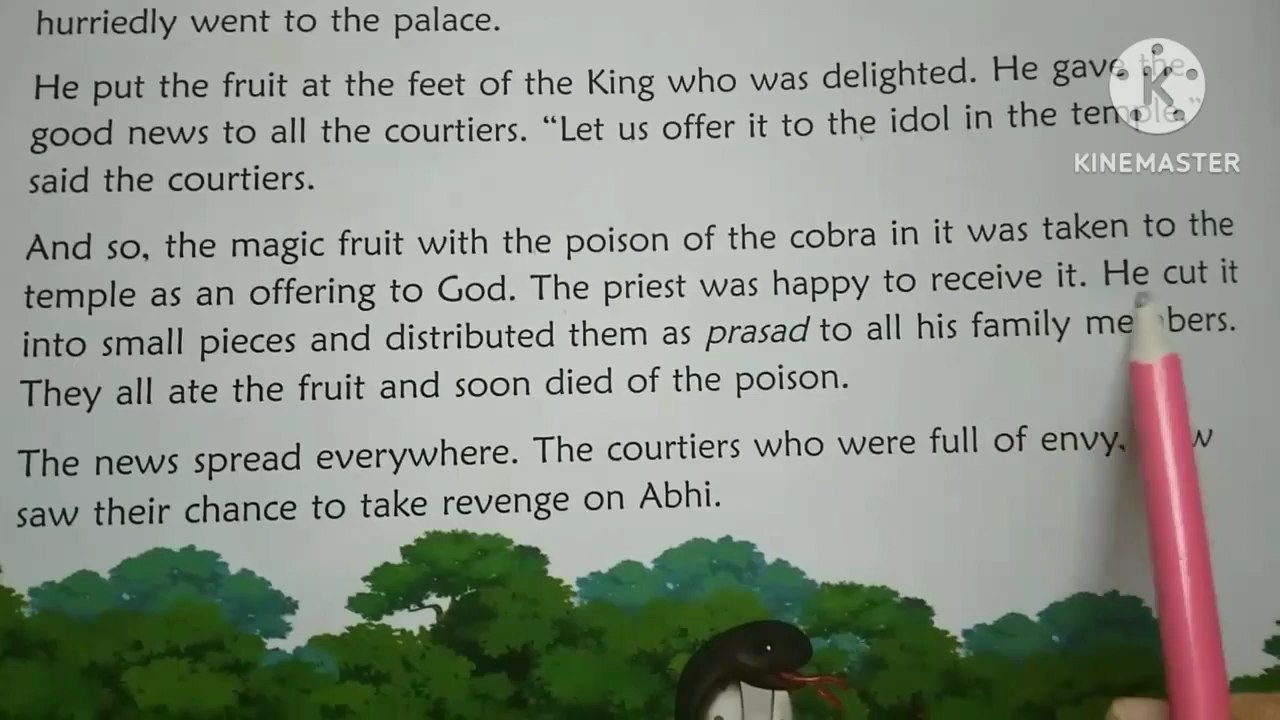 hurriedly went to the palace.
He put the fruit at the feet of the King who was delighted. He gave the
good news to all the courtiers. “Let us offer it to the idol in the temple,”
said the courtiers.
And so, the magic fruit with the poison of the cobra in it was taken to the
temple as an offering to God. The priest was happy to receive it. He cut it
into small pieces and distributed them as prasad to all his family members.
They all ate the fruit and soon died of the poison.
The news spread everywhere. The courtiers who were full of envy,
saw their chance to take revenge on Abhi.
K
KINEMASTER